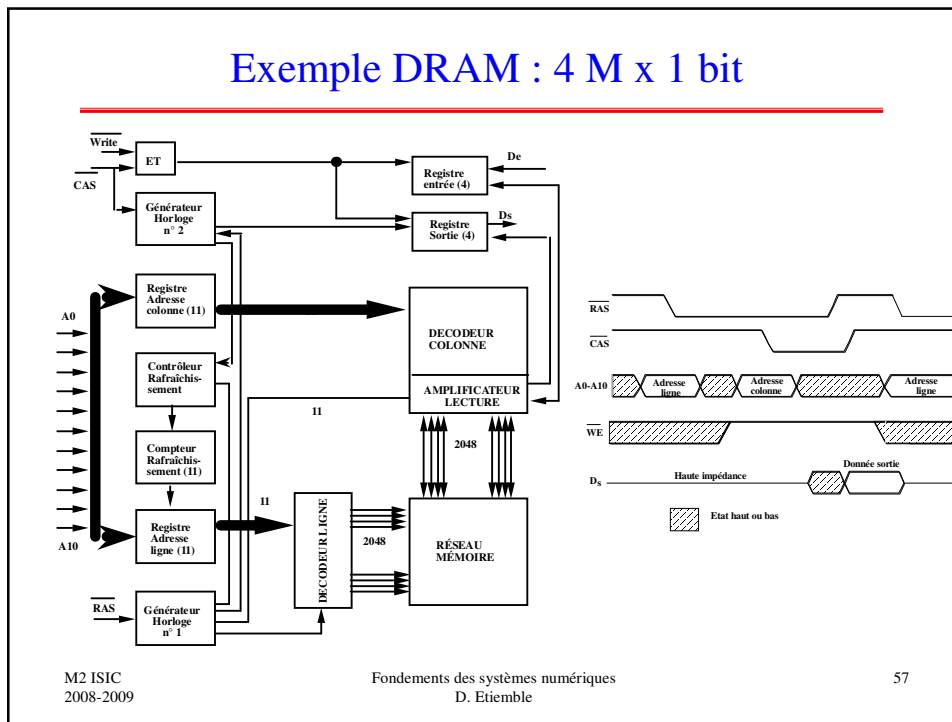 Exemple DRAM : 4 M x 1 bit
Write
CAS
ET
Générateur
Horloge
n° 2
Registre
entrée (4)
De
Registre
Sortie (4)
Ds
Registre
Adresse
colonne (11)
A0
A10
Contrôleur
Rafraîchis-
sement
Compteur
Rafraîchis-
sement (11)
Registre
Adresse
ligne (11)
RAS
Générateur
Horloge
n° 1
11
11
DECODEUR LIGNE
2048
DECODEUR
COLONNE
AMPLIFICATEUR
LECTURE
2048
RÉSEAU
MÉMOIRE
RAS
CAS
A0-A10
Adresse
ligne
Adresse
colonne
Adresse
ligne
WE
Ds
Haute impédance
Donnée sortie
Etat haut ou bas
M2 ISIC
2008-2009
Fondements des systèmes numériques
D. Etiemble
57